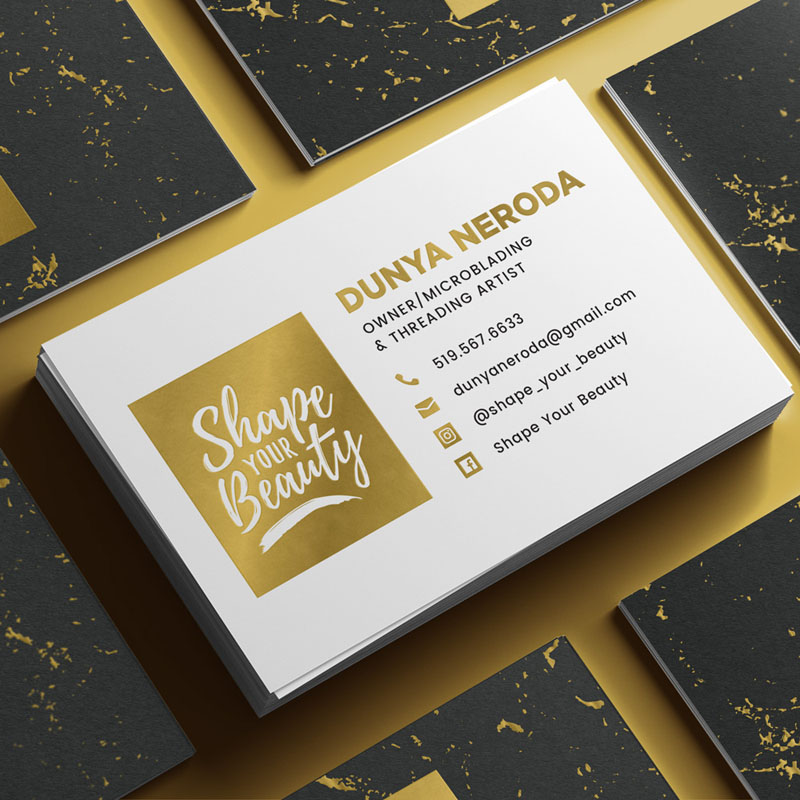 Shape
YOUR
Beauty
DUNYA NERODA
OWNER/MICROBLADING
& THREADING ARTIST
519.567.6633
dunyaneroda@gmail.com
@shape_your_beauty
Shape Your Beauty